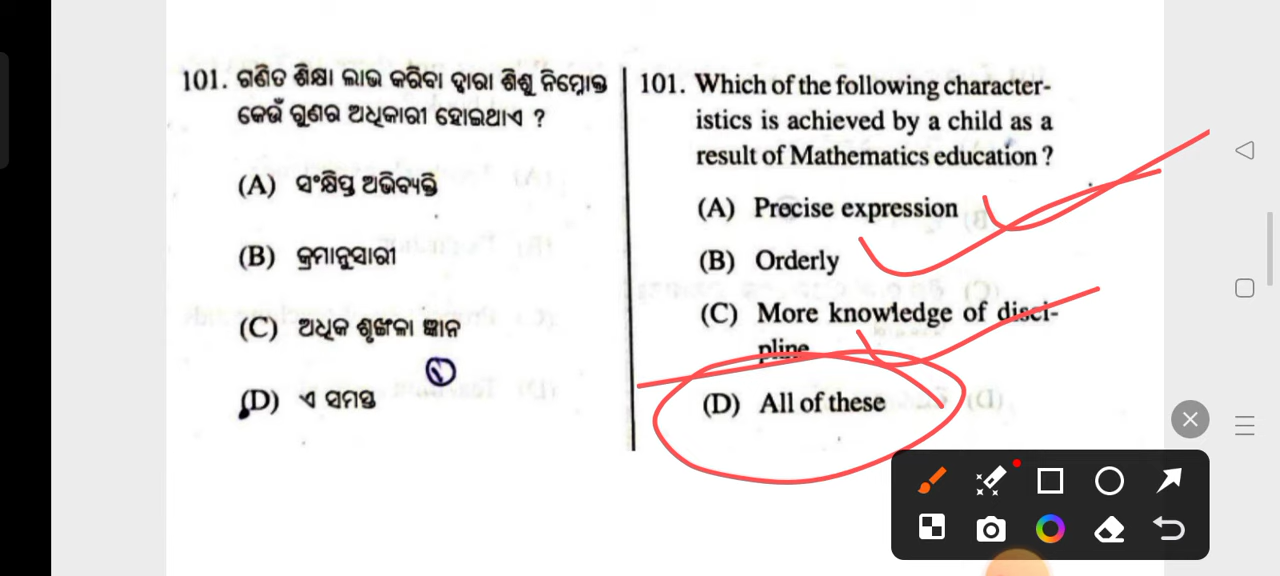 101. ଗଣିତ ଶିକ୍ଷା ଲାଭ କରିବା ଦ୍ୱାରା ଶିଶୁ ନିମ୍ନୋକ୍ତ
କେଉଁ ଗୁଣର ଅଧିକାରୀ ହୋଇଥାଏ ?
(A) ସଂକ୍ଷିପ୍ତ ଅଭିବ୍ୟକ୍ତି
(B) କ୍ରମାନୁସାରୀ
(C) ଅଧିକ ଶୃଙ୍ଖଳା ଜ୍ଞାନ
(D) ଏ ସମସ୍ତ
101. Which of the following character-
istics is achieved by a child as a
result of Mathematics education ?
(A) Precise expression
(B) Orderly
(C) More knowledge of disci-
pline
(D) All of these